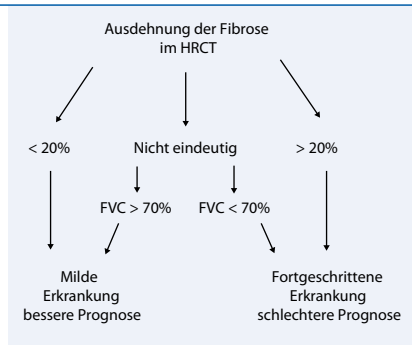 Ausdehnung der Fibrose
im HRCT
< 20%
Nicht eindeutig
> 20%
FVC > 70%
FVC < 70%
Milde
Erkrankung
bessere Prognose
Fortgeschrittene
Erkrankung
schlechtere Prognose